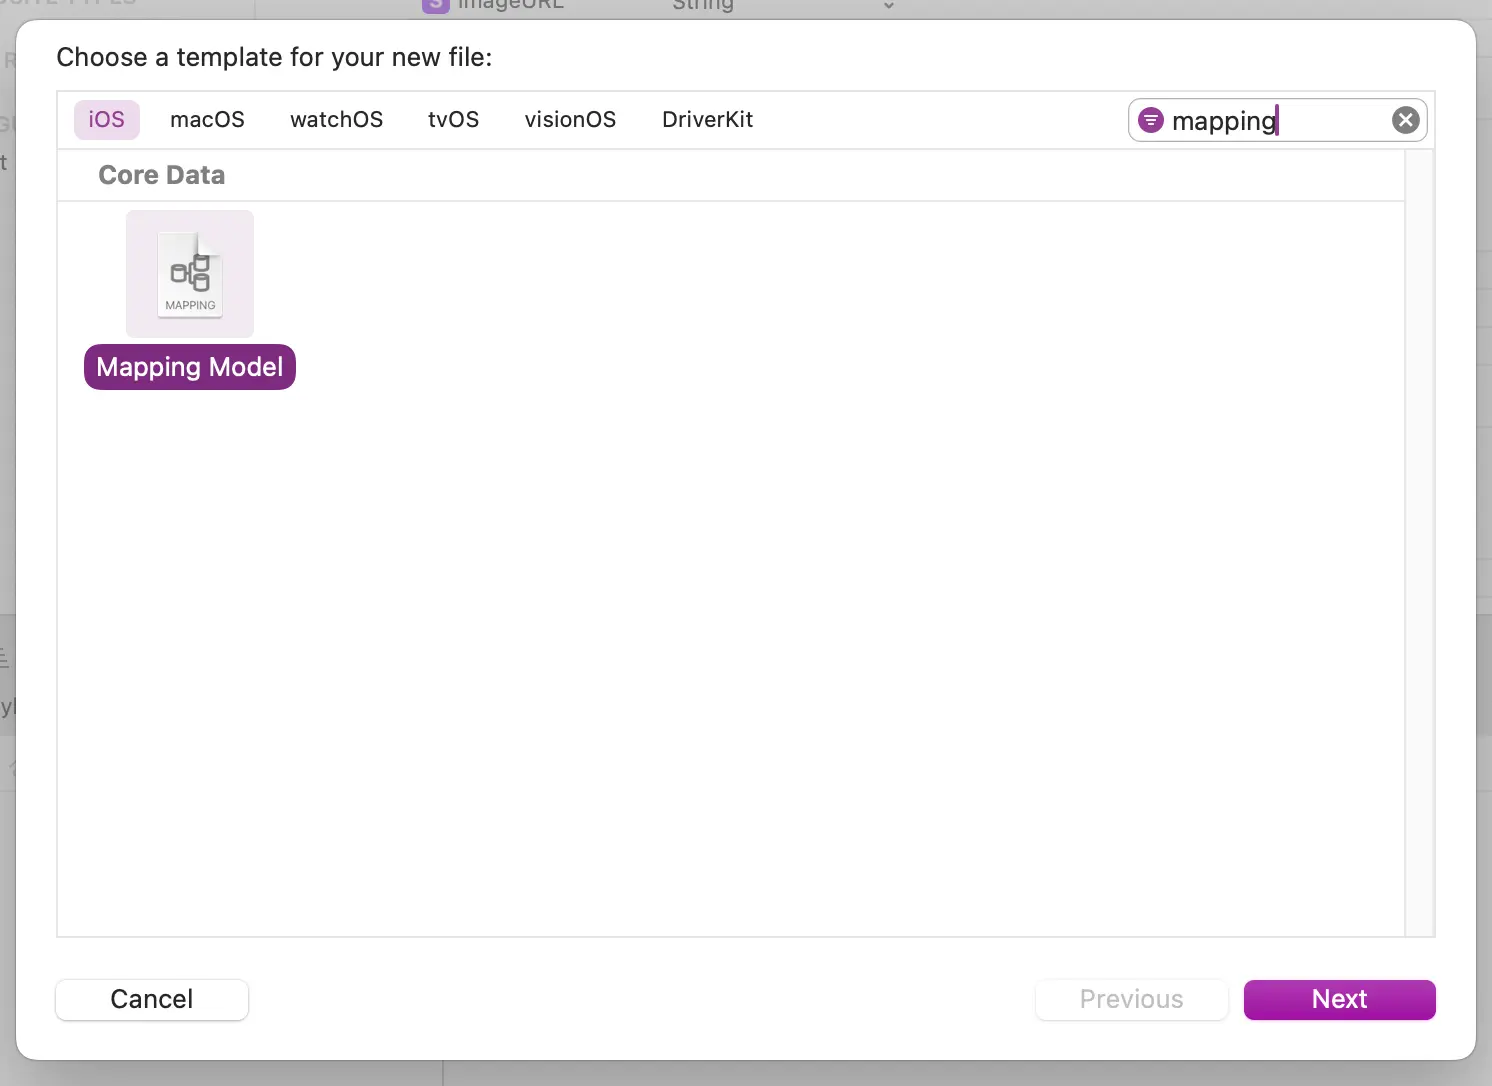 imageURL String
Choose a template for your new file:
iOS macOS watchOS tvOS visionOS DriverKit mapping
Core Data
MAPPING
Mapping Model
Cancel Previous Next